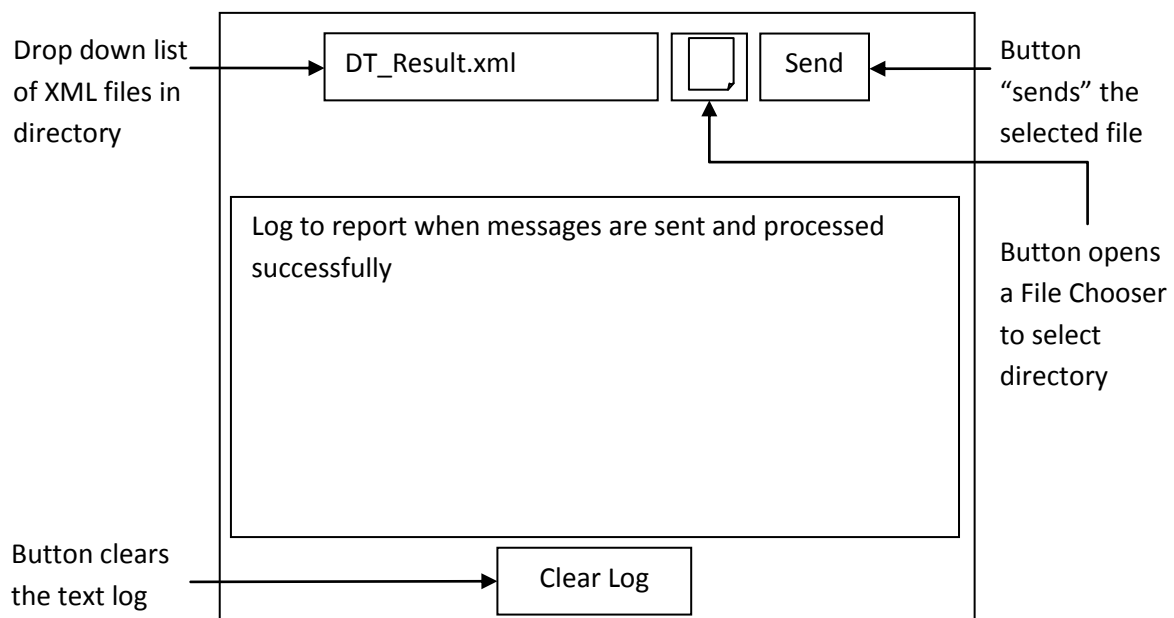 Drop down list
of XML files in
directory
DT_Result.xml
Send
Button
“sends” the
selected file
Log to report when messages are sent and processed
successfully
Button opens
a File Chooser
to select
directory
Button clears
the text log
Clear Log